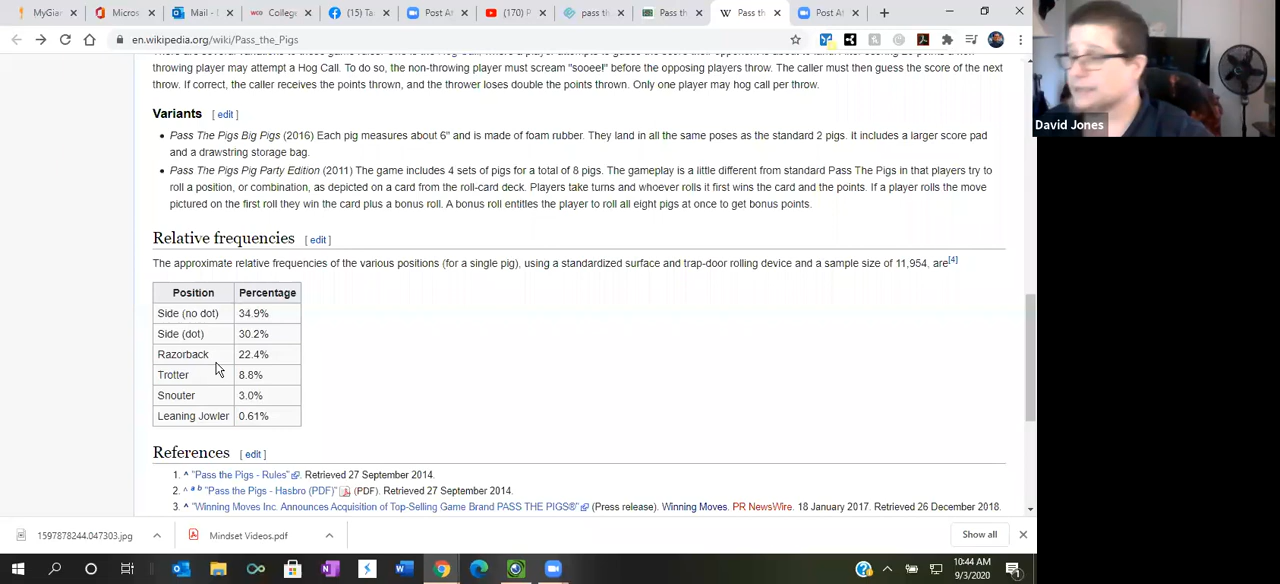 MyGiar
Micros
Mail -
WCD
College
(15) Ta
Post Af
(170) P
pass th
Pass th
Pass th
Post Af
en.wikipedia.org/wiki/Pass_the_Pigs
throwing player may attempt a Hog Call. To do so, the non-throwing player must scream "sooee!" before the opposing players throw. The caller must then guess the score of the next
throw. If correct, the caller receives the points thrown, and the thrower loses double the points thrown. Only one player may hog call per throw.
Variants [ edit ]
• Pass The Pigs Big Pigs (2016) Each pig measures about 6" and is made of foam rubber. They land in all the same poses as the standard 2 pigs. it includes a larger score pad
and a drawstring storage bag.
• Pass The Pigs Pig Party Edition (2011) The game includes 4 sets of pigs for a total of 8 pigs. The gameplay is a little different from standard Pass The Pigs in that players try to
roll a position, or combination, as depicted on a card from the roll-card deck. Players take turns and whoever rolls it first wins the card and the points. If a player rolls the move
pictured on the first roll they win the card plus a bonus roll. A bonus roll entitles the player to roll all eight pigs at once to get bonus points.
Relative frequencies [ edit ]
The approximate relative frequencies of the various positions (for a single pig), using a standardized surface and trap-door rolling device and a sample size of 11,954, are[4]
Position Percentage
Side (no dot) 34.9%
Side (dot) 30.2%
Razorback 22.4%
Trotter 8.8%
Snouter 3.0%
Leaning Jowler 0.61%
References [ edit ]
1. ^ "Pass the Pigs - Rules". Retrieved 27 September 2014.
2. ^ a b "Pass the Pigs - Hasbro (PDF)" (PDF). Retrieved 27 September 2014.
3. ^ "Winning Moves Inc. Announces Acquisition of Top-Selling Game Brand PASS THE PIGS®" (Press release). Winning Moves. PR NewsWire. 18 January 2017. Retrieved 26 December 2018.
David Jones
1597878244.047303.jpg
Mindset Videos.pdf
Show all
10:44 AM
9/3/2020